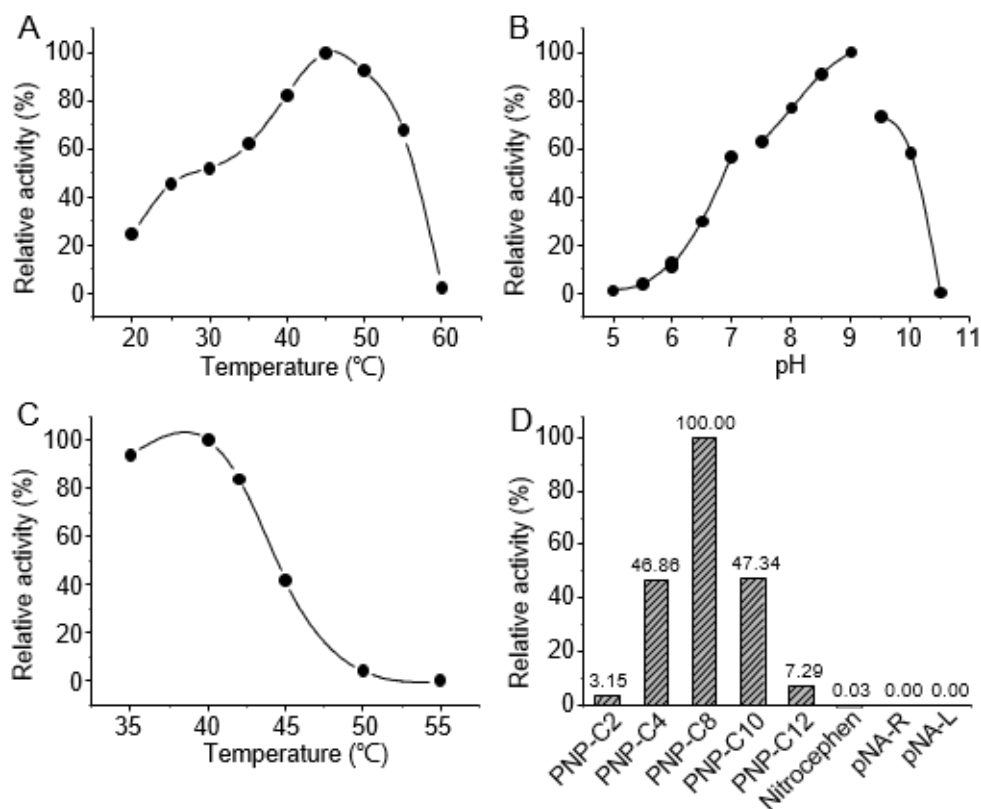 A
Relative activity (%)
100
80
60
40
20
0
20 30 40 50 60
Temperature (℃)
B
Relative activity (%)
100
80
60
40
20
0
5 6 7 8 9 10 11
pH
C
Relative activity (%)
100
80
60
40
20
0
35 40 45 50 55
Temperature (℃)
D
Relative activity (%)
100
80
60
40
20
0
3.15
46.86
100.00
47.34
7.29
0.03
0.00
0.00
PNP-C2
PNP-C4
PNP-C8
PNP-C10
PNP-C12
Nitrocephen
pNA-R
pNA-L